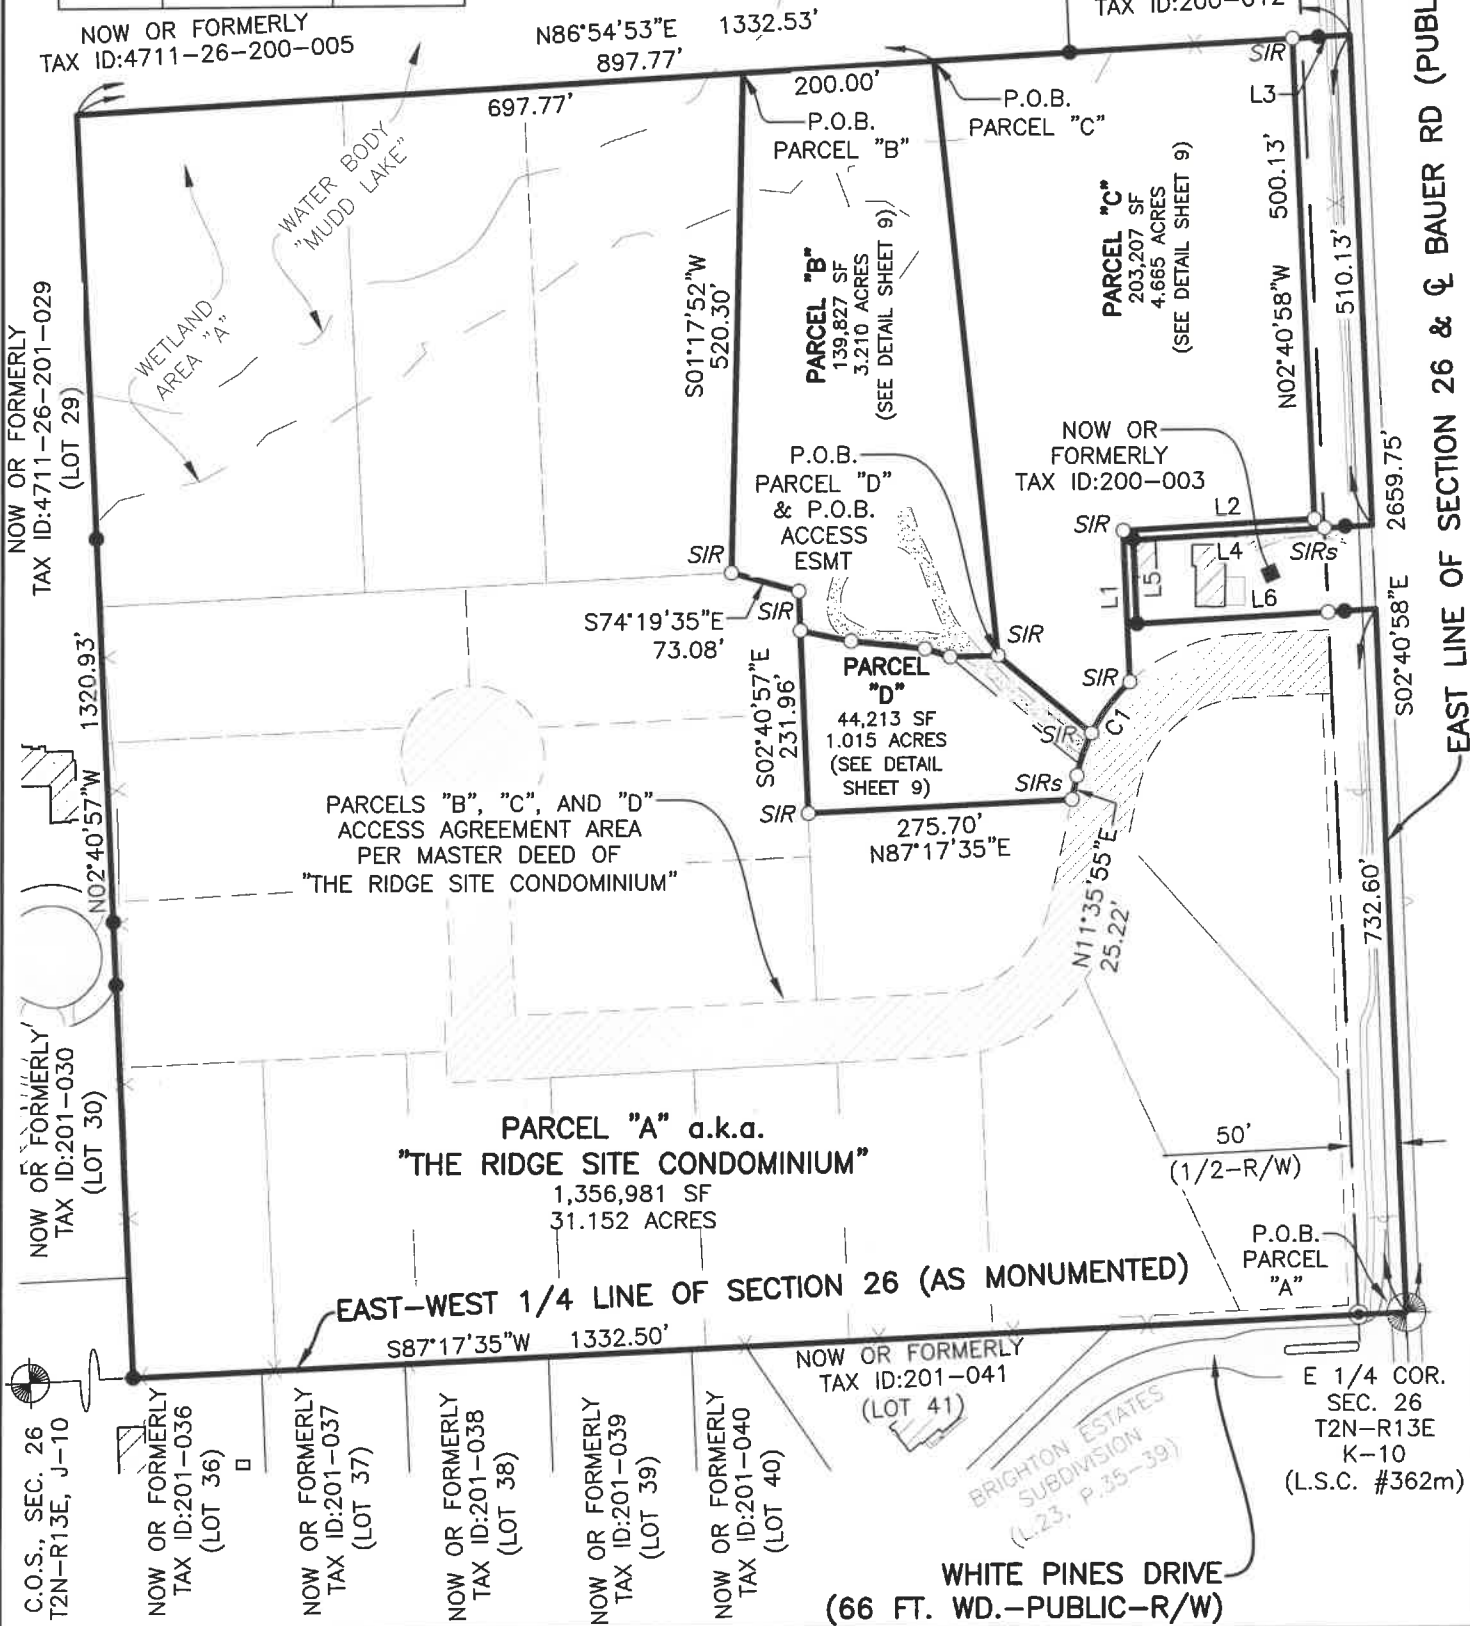 NOW OR FORMERLY
TAX ID:4711-26-200-005
N86°54'53"E 1332.53'
897.77'
697.77'
200.00'
P.O.B.
PARCEL "B"
P.O.B.
PARCEL "C"
SIR
L3
WATER BODY
"MUDD LAKE"
WETLAND
AREA "A"
NOW OR FORMERLY
TAX ID:4711-26-201-029
(LOT 29)
S01°17'52"W
520.30'
PARCEL "B"
139,827 SF
3.210 ACRES
(SEE DETAIL SHEET 9)
PARCEL "C"
203,207 SF
4.665 ACRES
(SEE DETAIL SHEET 9)
N02°40'58"W
500.13'
510.13'
2659.75'
S02°40'58"E
EAST LINE OF SECTION 26 & ℄ BAUER RD (PUBL
NOW OR
FORMERLY
TAX ID:200-003
P.O.B.
PARCEL "D"
& P.O.B.
ACCESS
ESMT
SIR
L2
L4
SIRs
L1
L5
L6
SIR
SIR
S74°19'35"E
73.08'
SIR
SIR
C1
SIR
SIRs
SIR
PARCEL
"D"
44,213 SF
1.015 ACRES
(SEE DETAIL
SHEET 9)
S02°40'57"E
231.96'
275.70'
N87°17'35"E
N11°35'55"E
25.22'
1320.93'
N02°40'57"W
PARCELS "B", "C", AND "D"
ACCESS AGREEMENT AREA
PER MASTER DEED OF
"THE RIDGE SITE CONDOMINIUM"
732.60'
NOW OR FORMERLY
TAX ID:201-030
(LOT 30)
PARCEL "A" a.k.a.
"THE RIDGE SITE CONDOMINIUM"
1,356,981 SF
31.152 ACRES
50'
(1/2-R/W)
P.O.B.
PARCEL
"A"
EAST-WEST 1/4 LINE OF SECTION 26 (AS MONUMENTED)
S87°17'35"W 1332.50'
C.O.S., SEC. 26
T2N-R13E, J-10
NOW OR FORMERLY
TAX ID:201-036
(LOT 36)
NOW OR FORMERLY
TAX ID:201-037
(LOT 37)
NOW OR FORMERLY
TAX ID:201-038
(LOT 38)
NOW OR FORMERLY
TAX ID:201-039
(LOT 39)
NOW OR FORMERLY
TAX ID:201-040
(LOT 40)
NOW OR FORMERLY
TAX ID:201-041
(LOT 41)
BRIGHTON ESTATES
SUBDIVISION
(L.23, P.35-39)
E 1/4 COR.
SEC. 26
T2N-R13E
K-10
(L.S.C. #362m)
WHITE PINES DRIVE
(66 FT. WD.-PUBLIC-R/W)